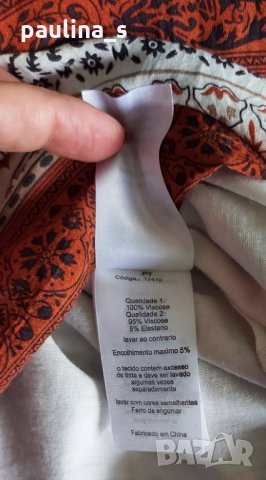 paulina_s
PT
Código.: 12479
Qualidade 1:
100% Viscose
Qualidade 2:
95% Viscose
5% Elastano
lavar ao contrario
Encolhimento maximo 5%
o tecido contem excesso
de tinta e deve ser lavado
algumas vezes
separadamente
lavar com cores semelhantes
Ferro de engomar
Fabricado em China
BAZAR